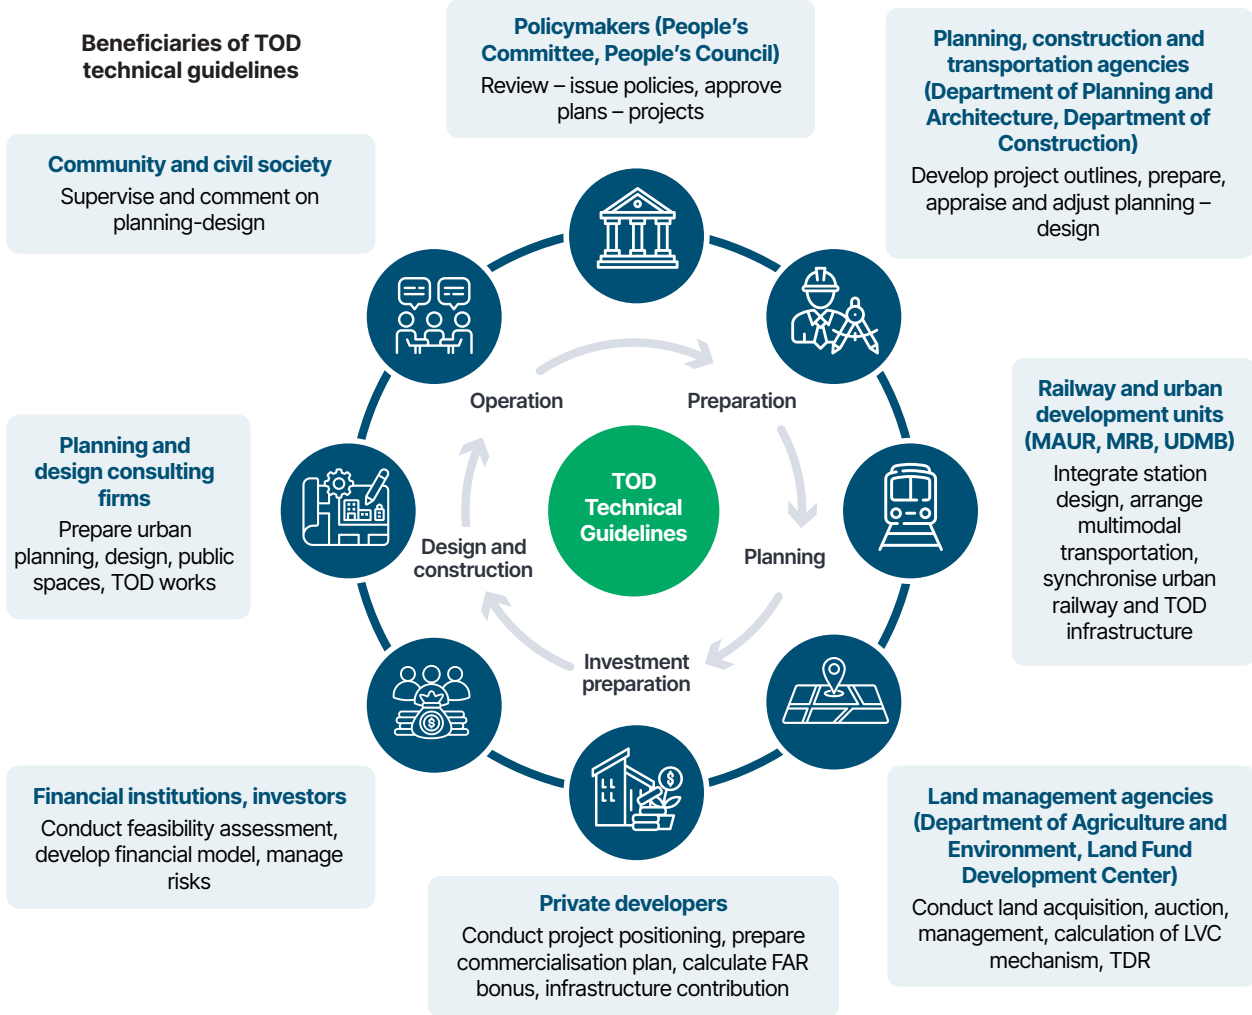 Beneficiaries of TOD
technical guidelines
Policymakers (People's
Committee, People's Council)
Review – issue policies, approve
plans – projects
Planning, construction and
transportation agencies
(Department of Planning and
Architecture, Department of
Construction)
Develop project outlines, prepare,
appraise and adjust planning –
design
Community and civil society
Supervise and comment on
planning-design
Railway and urban
development units
(MAUR, MRB, UDMB)
Integrate station
design, arrange
multimodal
transportation,
synchronise urban
railway and TOD
infrastructure
Planning and
design consulting
firms
Prepare urban
planning, design, public
spaces, TOD works
Operation
Preparation
TOD
Technical
Guidelines
Planning
Design and
construction
Investment
preparation
Financial institutions, investors
Conduct feasibility assessment,
develop financial model, manage
risks
Private developers
Conduct project positioning, prepare
commercialisation plan, calculate FAR
bonus, infrastructure contribution
Land management agencies
(Department of Agriculture and
Environment, Land Fund
Development Center)
Conduct land acquisition, auction,
management, calculation of LVC
mechanism, TDR